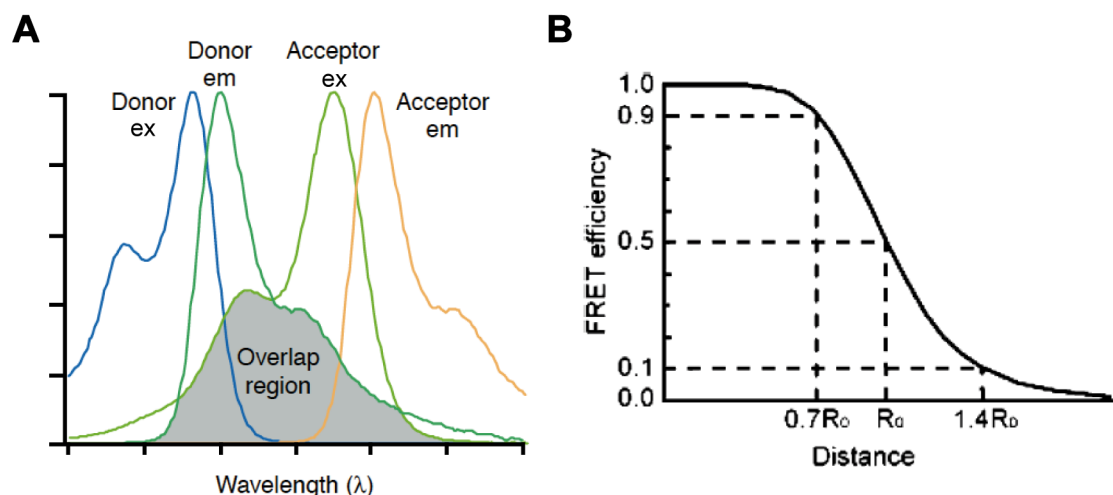 A
Donor
em
Acceptor
ex
Donor
ex
Acceptor
em
Overlap
region
Wavelength (λ)
B
1.0
0.9
0.5
0.1
0.0
FRET efficiency
0.7R₀
R₀
1.4R₀
Distance